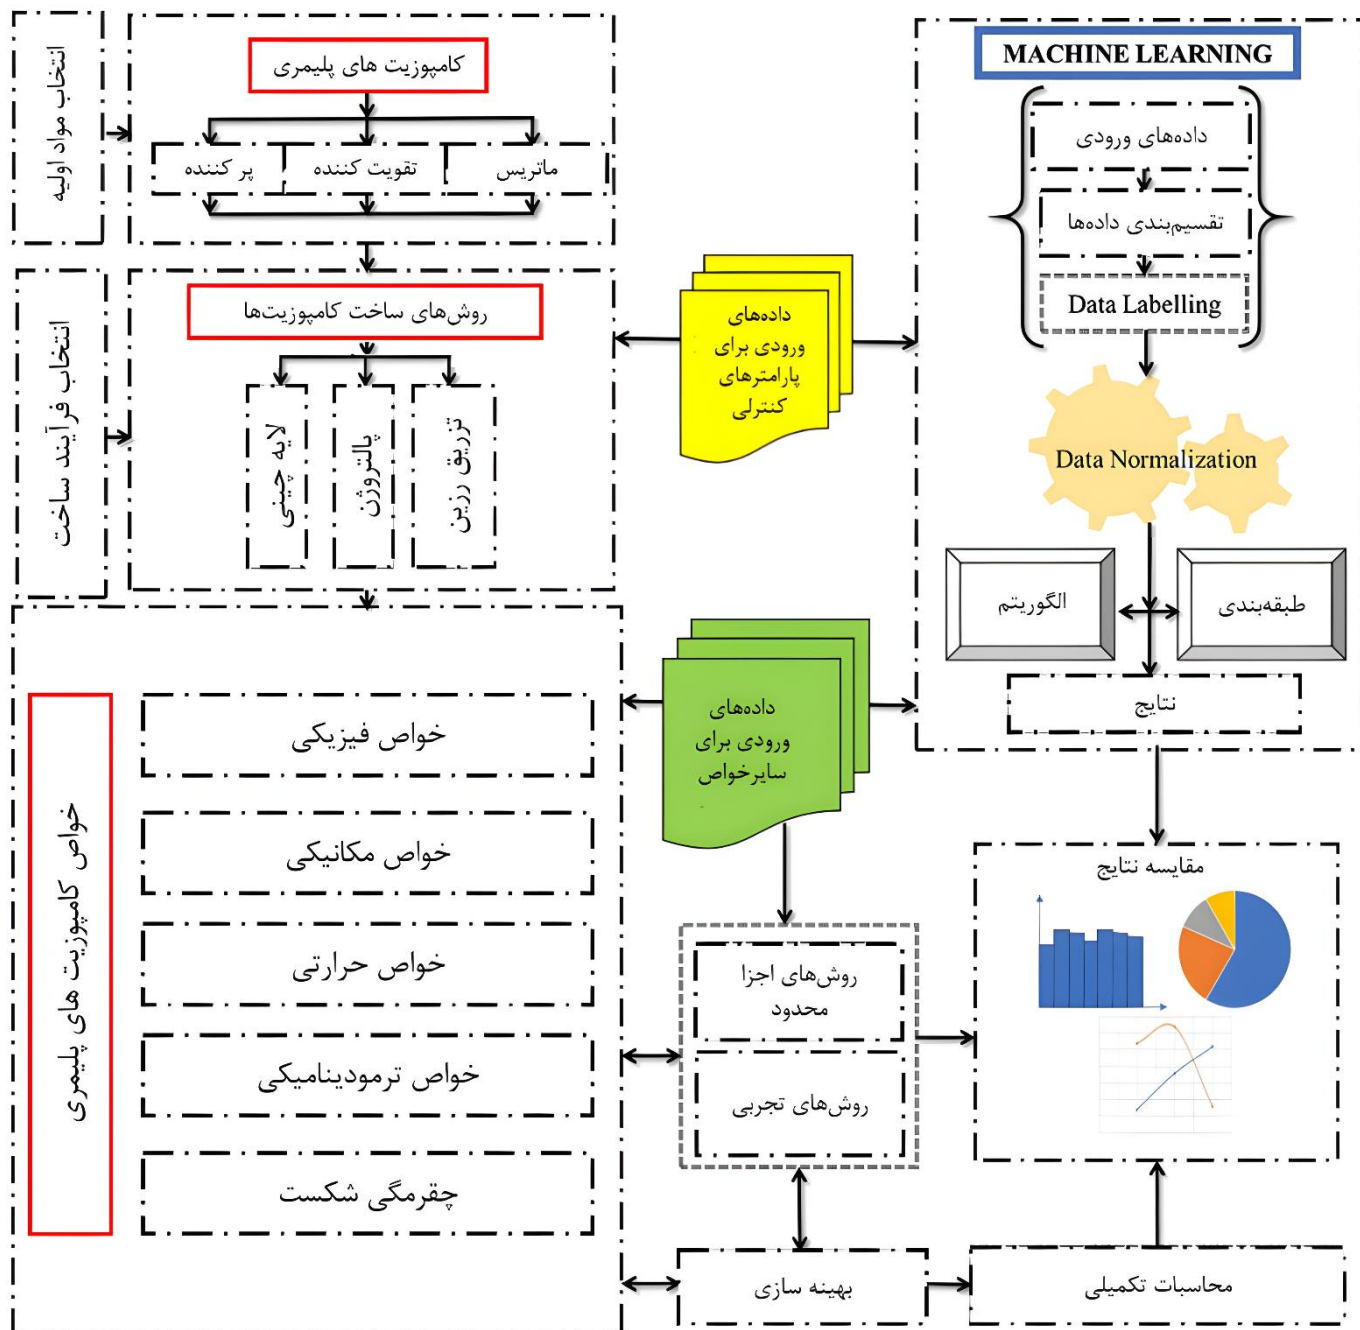 انتخاب مواد اولیه
کامپوزیت های پلیمری
ماتریس
تقویت کننده
پر کننده
انتخاب فرآیند ساخت
روش‌های ساخت کامپوزیت‌ها
تزریق رزین
پالتروژن
لایه چینی
داده‌های
ورودی برای
پارامترهای
کنترلی
MACHINE LEARNING
داده‌های ورودی
تقسیم‌بندی داده‌ها
Data Labelling
Data Normalization
الگوریتم
طبقه‌بندی
نتایج
داده‌های
ورودی برای
سایرخواص
خواص کامپوزیت های پلیمری
خواص فیزیکی
خواص مکانیکی
خواص حرارتی
خواص ترمودینامیکی
چقرمگی شکست
روش‌های اجزا
محدود
روش‌های تجربی
بهینه سازی
مقایسه نتایج
محاسبات تکمیلی